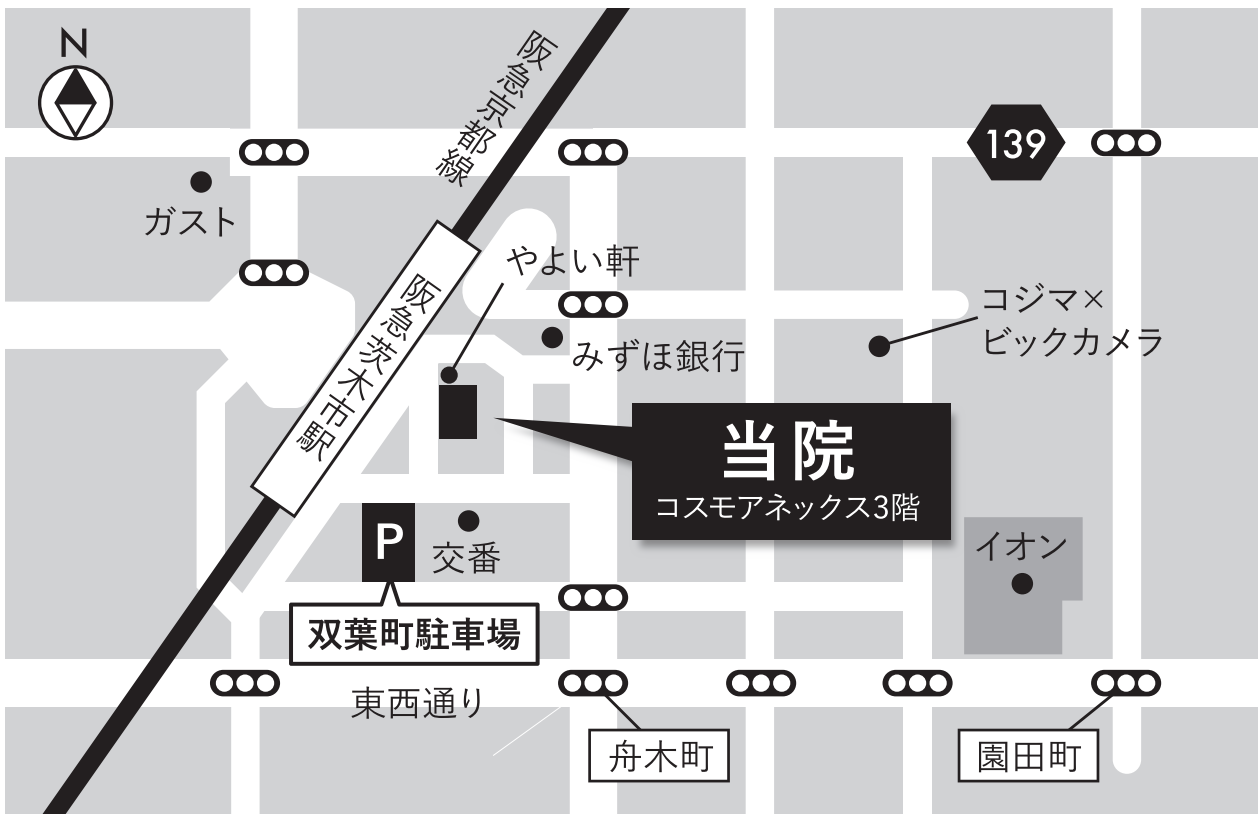 N
阪急京都線
139
ガスト
やよい軒
阪急茨木市駅
コジマ×
ビックカメラ
みずほ銀行
当院
コスモアネックス3階
P
交番
イオン
双葉町駐車場
東西通り
舟木町
園田町